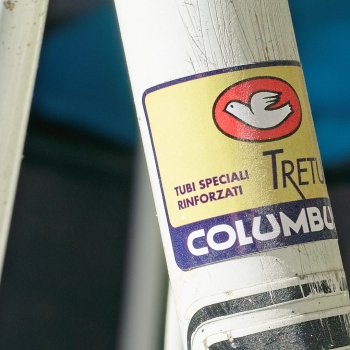 TRETU
TUBI SPECIALI
RINFORZATI
COLUMBU